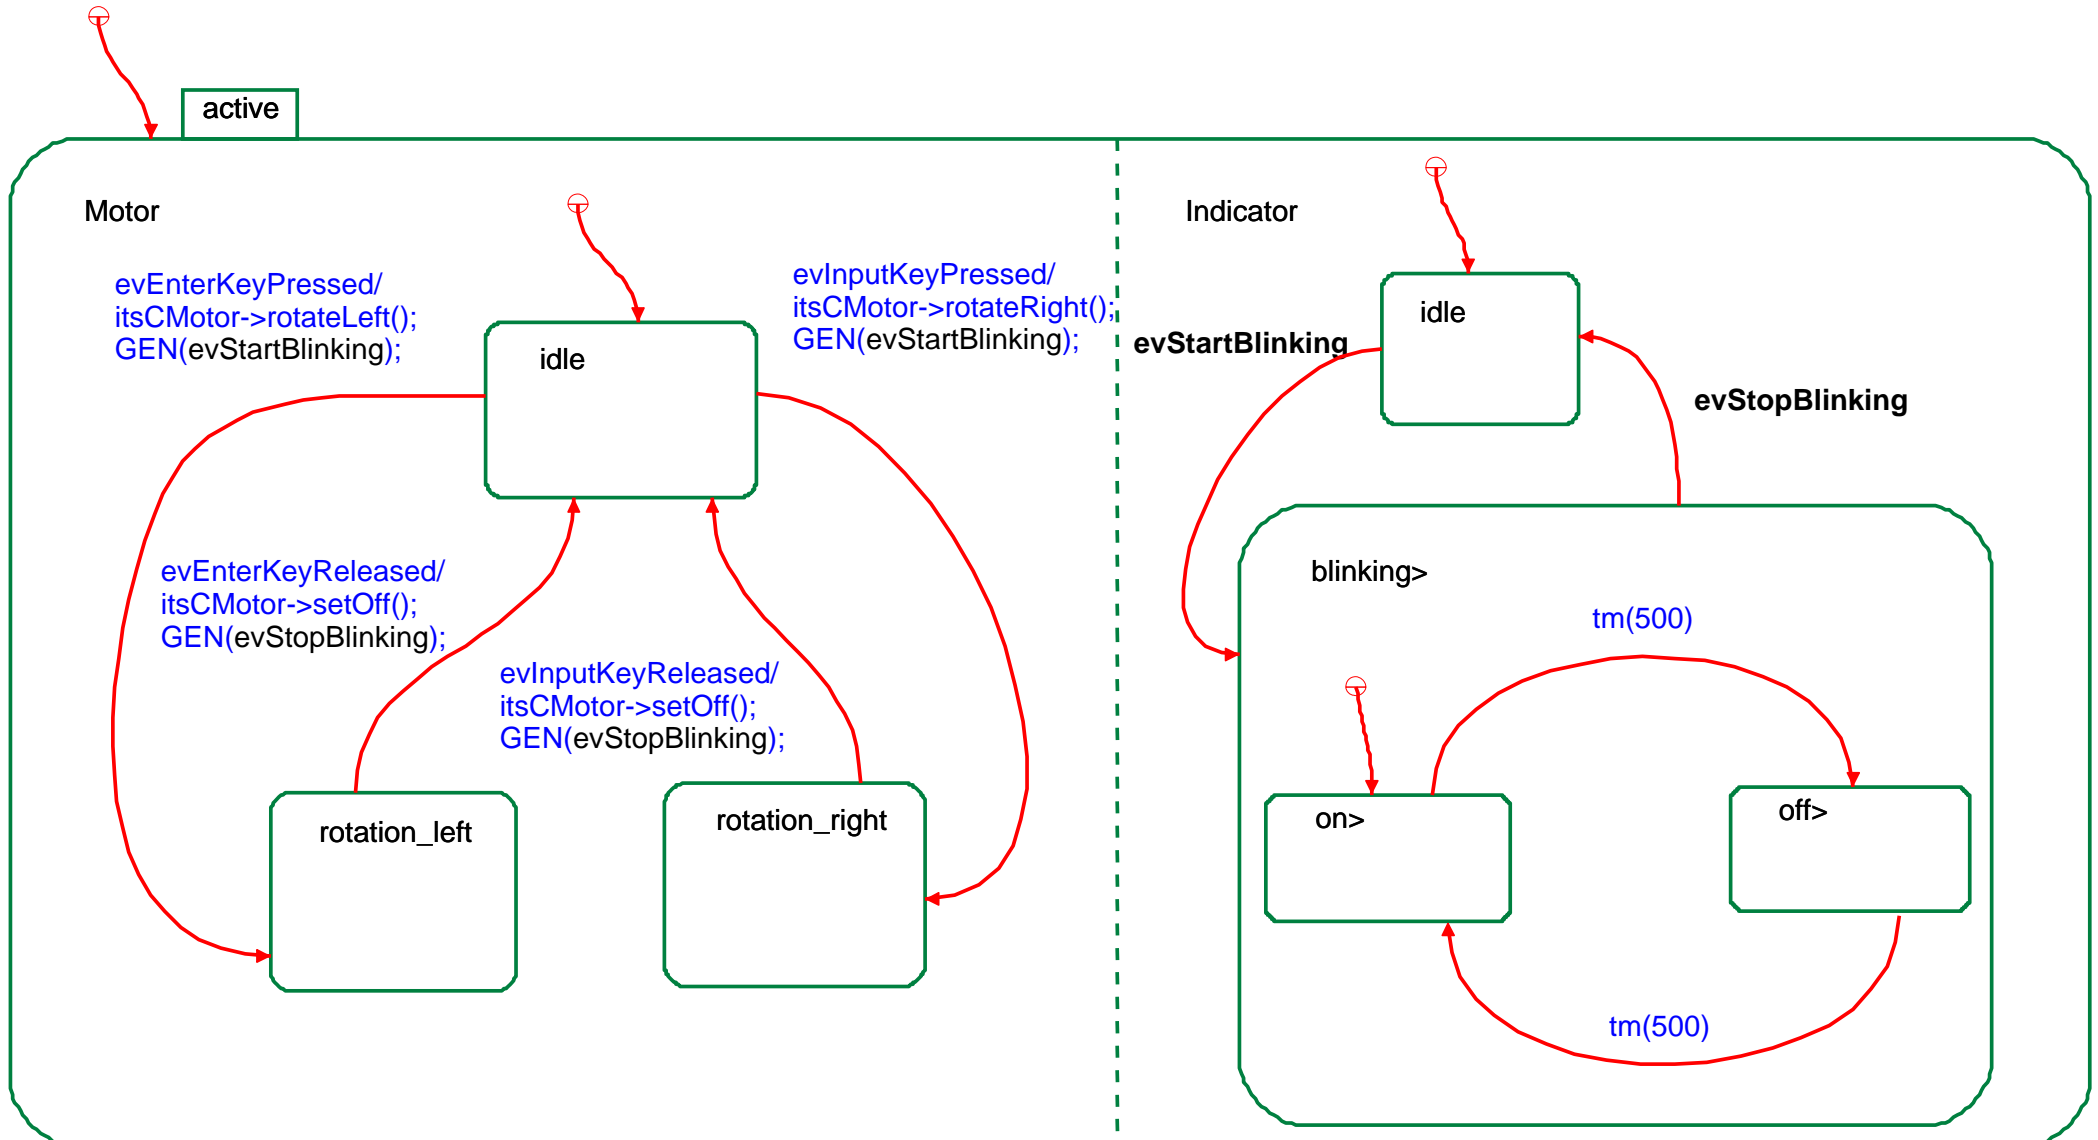 active
Motor
evEnterKeyPressed/
itsCMotor->rotateLeft();
GEN(evStartBlinking);
evInputKeyPressed/
itsCMotor->rotateRight();
GEN(evStartBlinking);
idle
evEnterKeyReleased/
itsCMotor->setOff();
GEN(evStopBlinking);
evInputKeyReleased/
itsCMotor->setOff();
GEN(evStopBlinking);
rotation_left
rotation_right
Indicator
idle
evStartBlinking
evStopBlinking
blinking>
tm(500)
on>
off>
tm(500)